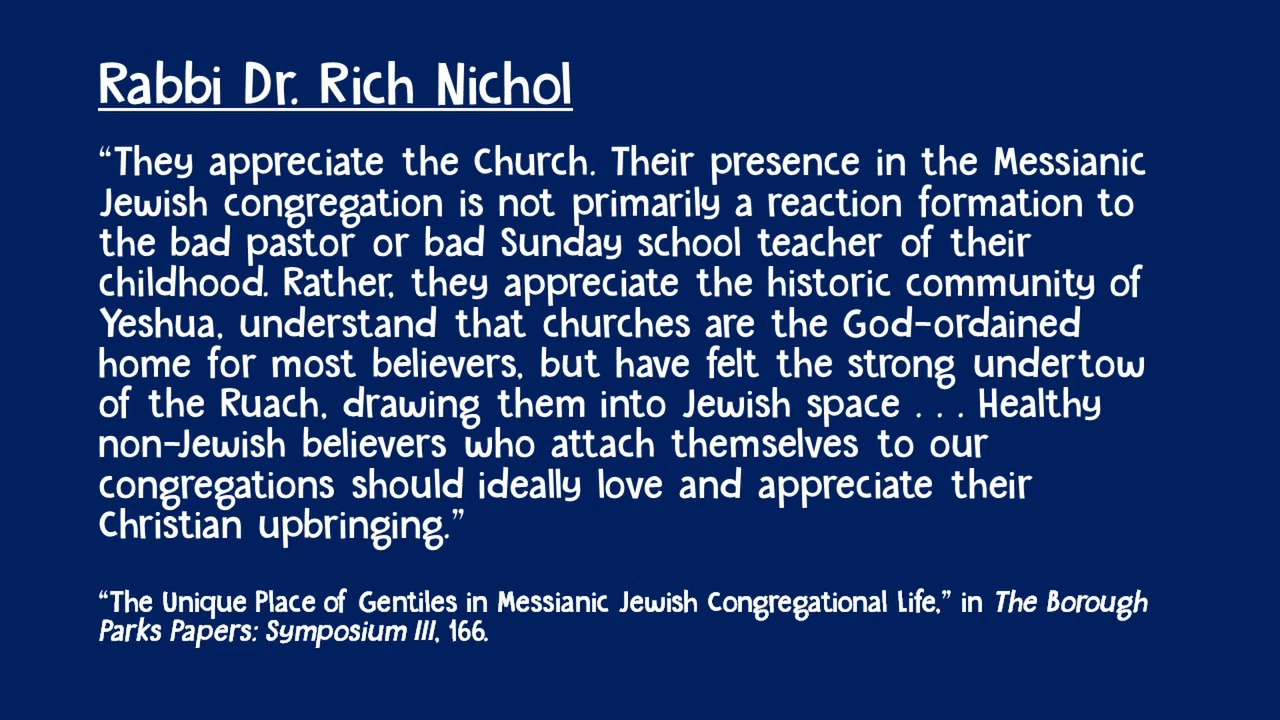 Rabbi Dr. Rich Nichol
“They appreciate the Church. Their presence in the Messianic
Jewish congregation is not primarily a reaction formation to
the bad pastor or bad Sunday school teacher of their
childhood. Rather, they appreciate the historic community of
Yeshua, understand that churches are the God-ordained
home for most believers, but have felt the strong undertow
of the Ruach, drawing them into Jewish space . . . Healthy
non-Jewish believers who attach themselves to our
congregations should ideally love and appreciate their
Christian upbringing.”
“The Unique Place of Gentiles in Messianic Jewish Congregational Life,” in The Borough
Parks Papers: Symposium III, 166.